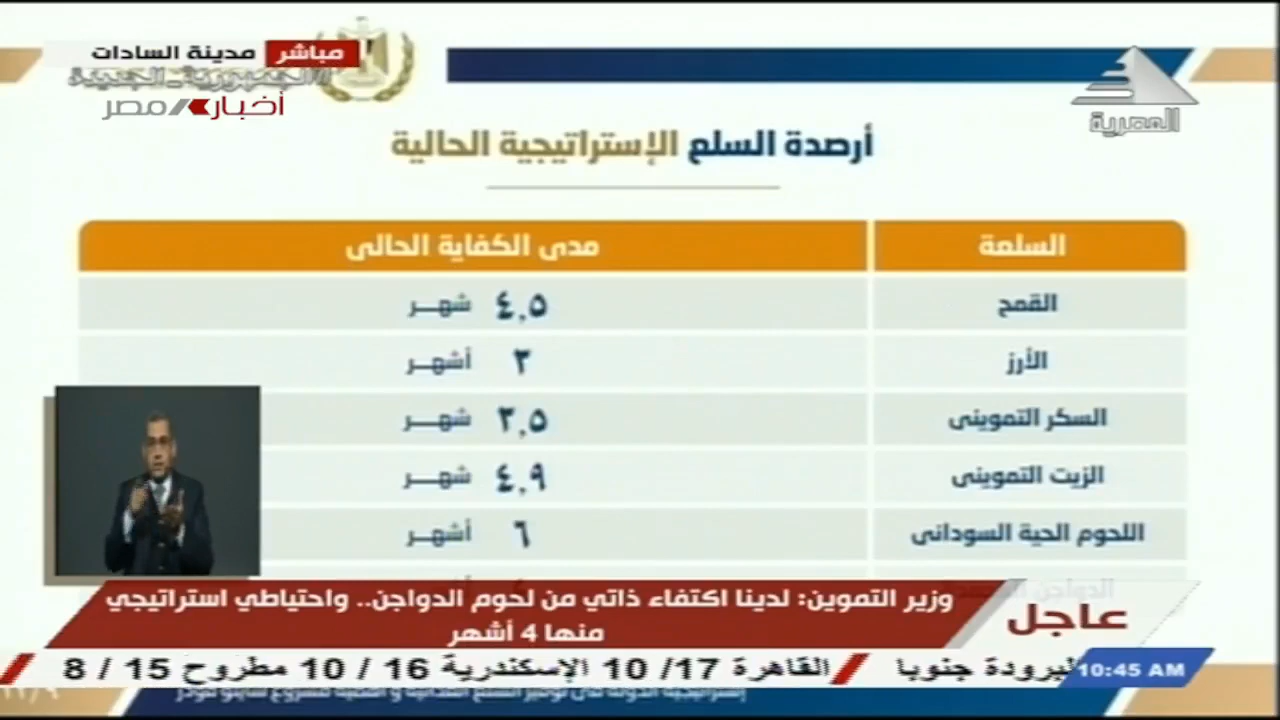 مباشر مدينة السادات
الجمهورية_الجديدة
أخبار مصر
المصرية
أرصدة السلع الإستراتيجية الحالية
السلعة مدى الكفاية الحالى
القمح ٤,٥ شهر
الأرز ٣ أشهر
السكر التموينى ٣,٥ شهر
الزيت التموينى ٤,٩ شهر
اللحوم الحية السودانى ٦ أشهر
الدواجن
عاجل
وزير التموين: لدينا اكتفاء ذاتي من لحوم الدواجن.. واحتياطي استراتيجي
منها 4 أشهر
10:45 AM
لبرودة جنوبا القاهرة 17/ 10 الإسكندرية 16 / 10 مطروح 15 / 8